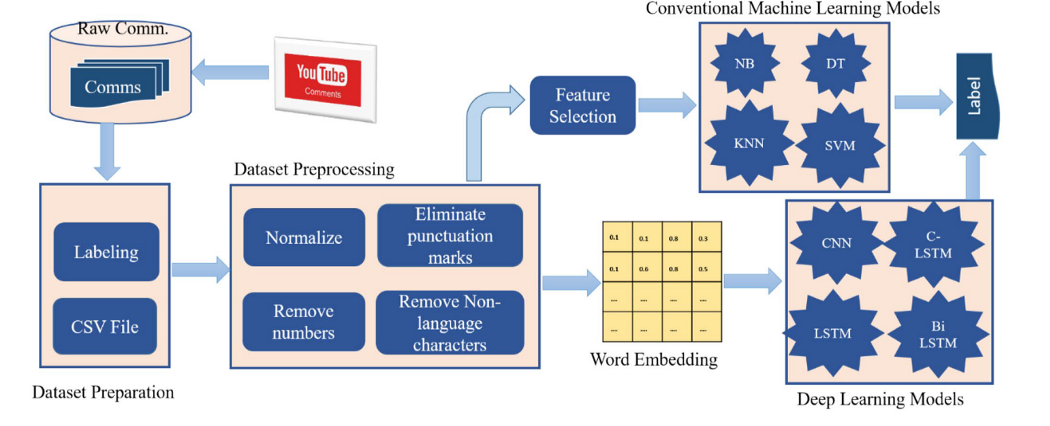 Conventional Machine Learning Models
Raw Comm.
Comms
YouTube
Comments
Feature
Selection
NB
DT
KNN
SVM
Label
Dataset Preprocessing
Labeling
CSV File
Dataset Preparation
Normalize
Eliminate
punctuation
marks
Remove
numbers
Remove Non-
language
characters
0.1 0.1 0.8 0.3
0.1 0.6 0.8 0.5
.... .... .... ....
.... .... .... ....
Word Embedding
CNN
C-
LSTM
LSTM
Bi
LSTM
Deep Learning Models